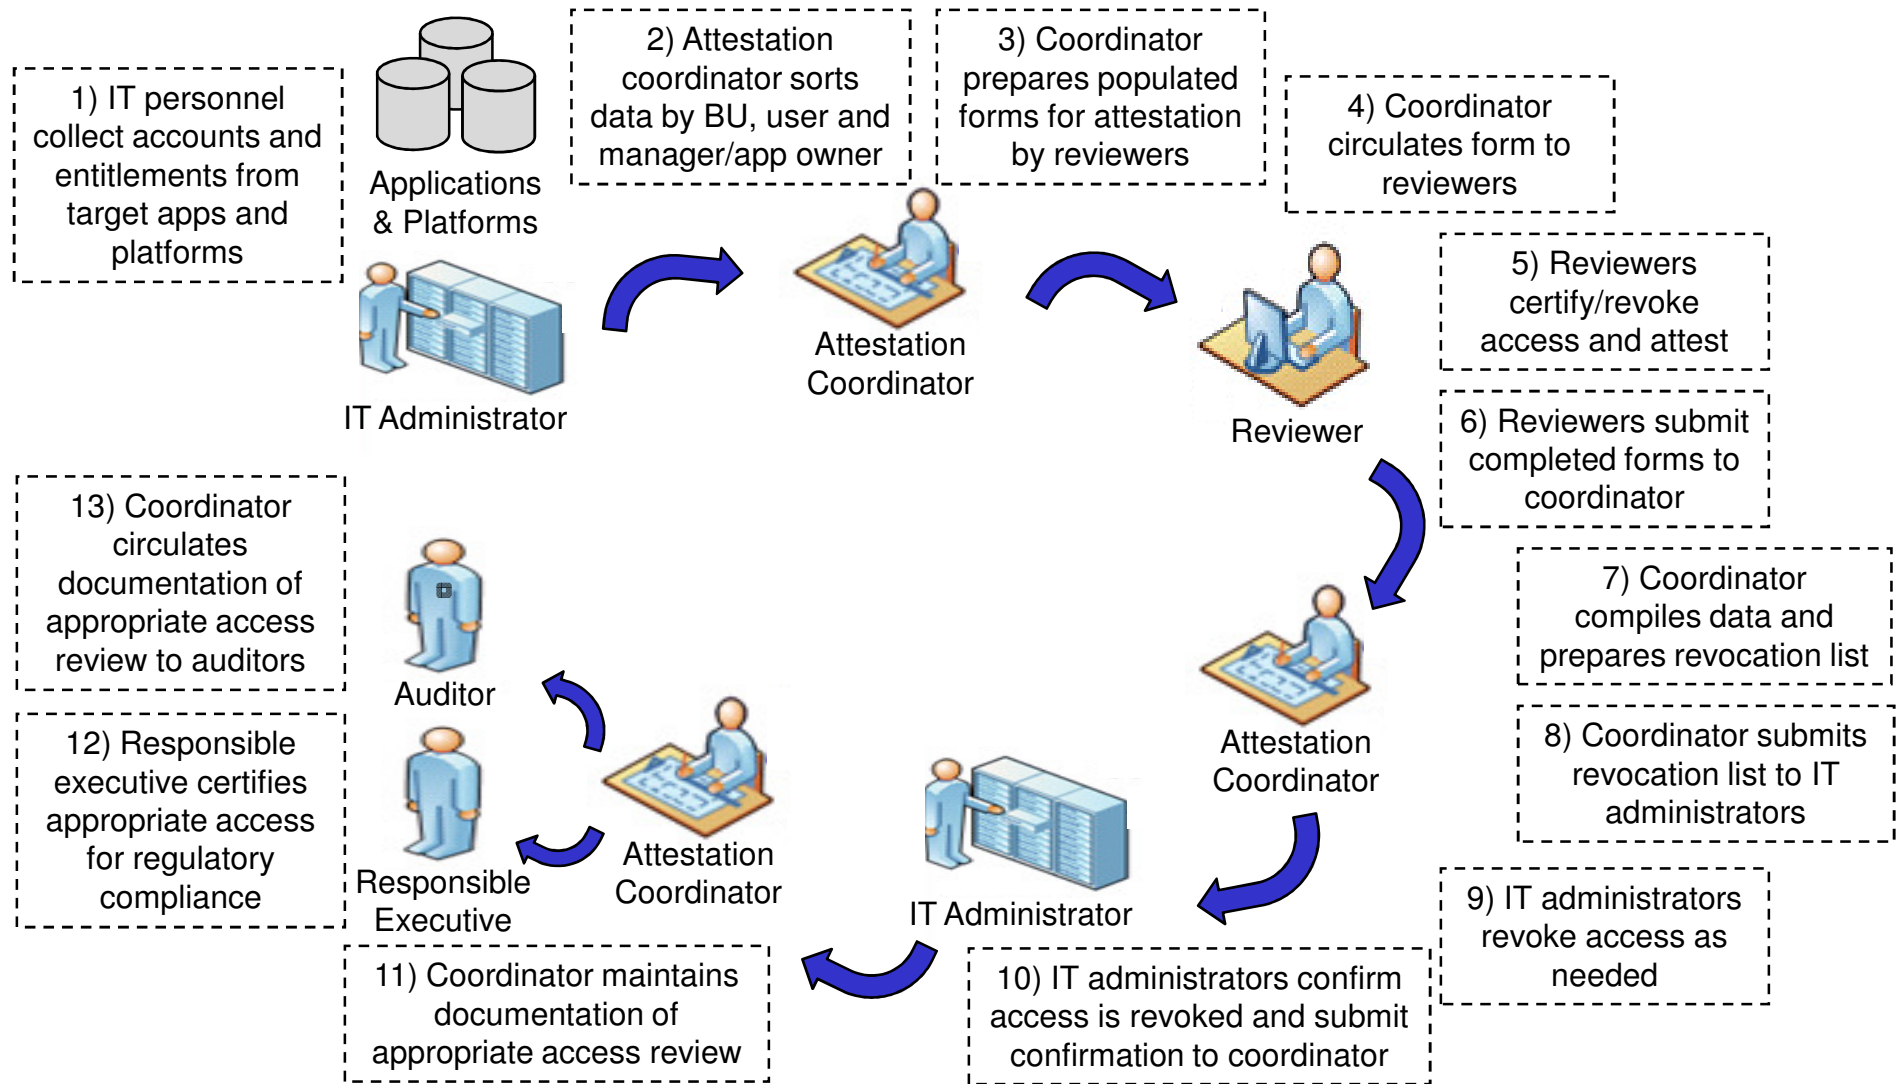 1) IT personnel
collect accounts and
entitlements from
target apps and
platforms
Applications
& Platforms
IT Administrator
2) Attestation
coordinator sorts
data by BU, user and
manager/app owner
3) Coordinator
prepares populated
forms for attestation
by reviewers
Attestation
Coordinator
4) Coordinator
circulates form to
reviewers
Reviewer
5) Reviewers
certify/revoke
access and attest
6) Reviewers submit
completed forms to
coordinator
7) Coordinator
compiles data and
prepares revocation list
8) Coordinator submits
revocation list to IT
administrators
Attestation
Coordinator
9) IT administrators
revoke access as
needed
IT Administrator
10) IT administrators confirm
access is revoked and submit
confirmation to coordinator
11) Coordinator maintains
documentation of
appropriate access review
Attestation
Coordinator
Responsible
Executive
12) Responsible
executive certifies
appropriate access
for regulatory
compliance
Auditor
13) Coordinator
circulates
documentation of
appropriate access
review to auditors